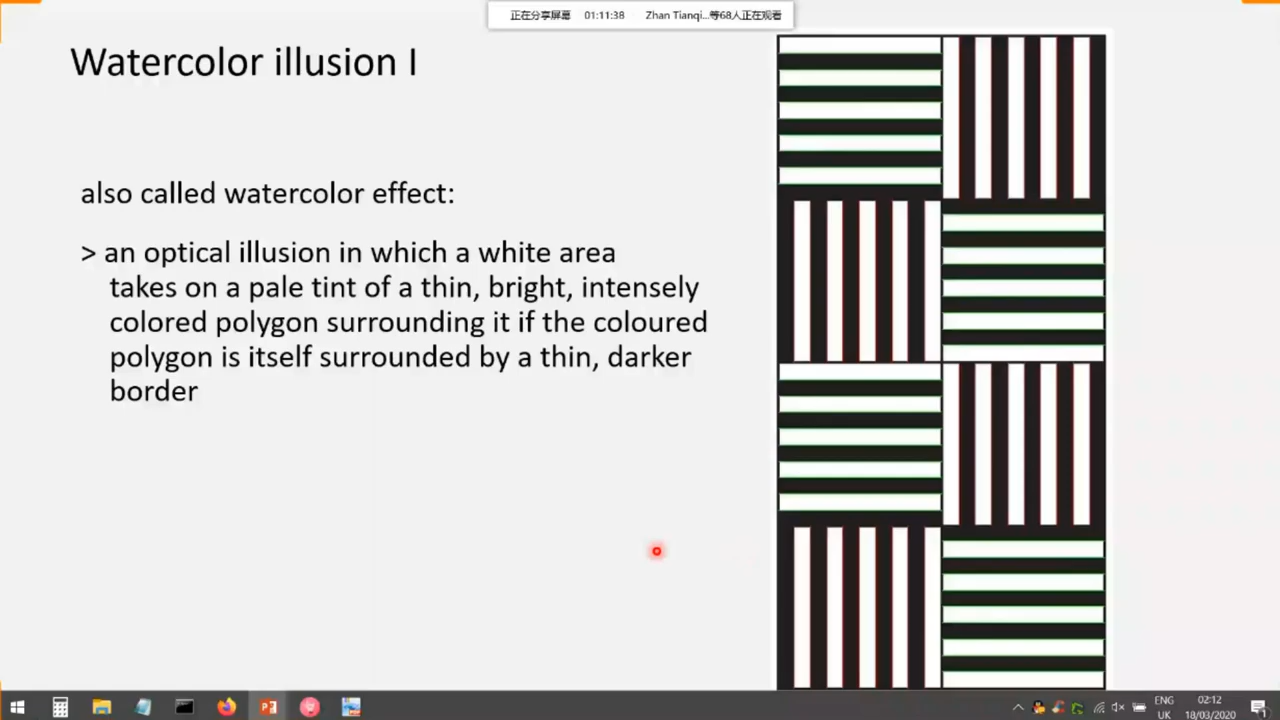 正在分享屏幕 01:11:38 Zhan Tianqi...等68人正在观看
Watercolor illusion I
also called watercolor effect:
> an optical illusion in which a white area
takes on a pale tint of a thin, bright, intensely
colored polygon surrounding it if the coloured
polygon is itself surrounded by a thin, darker
border
ENG
UK
02:12
18/03/2020